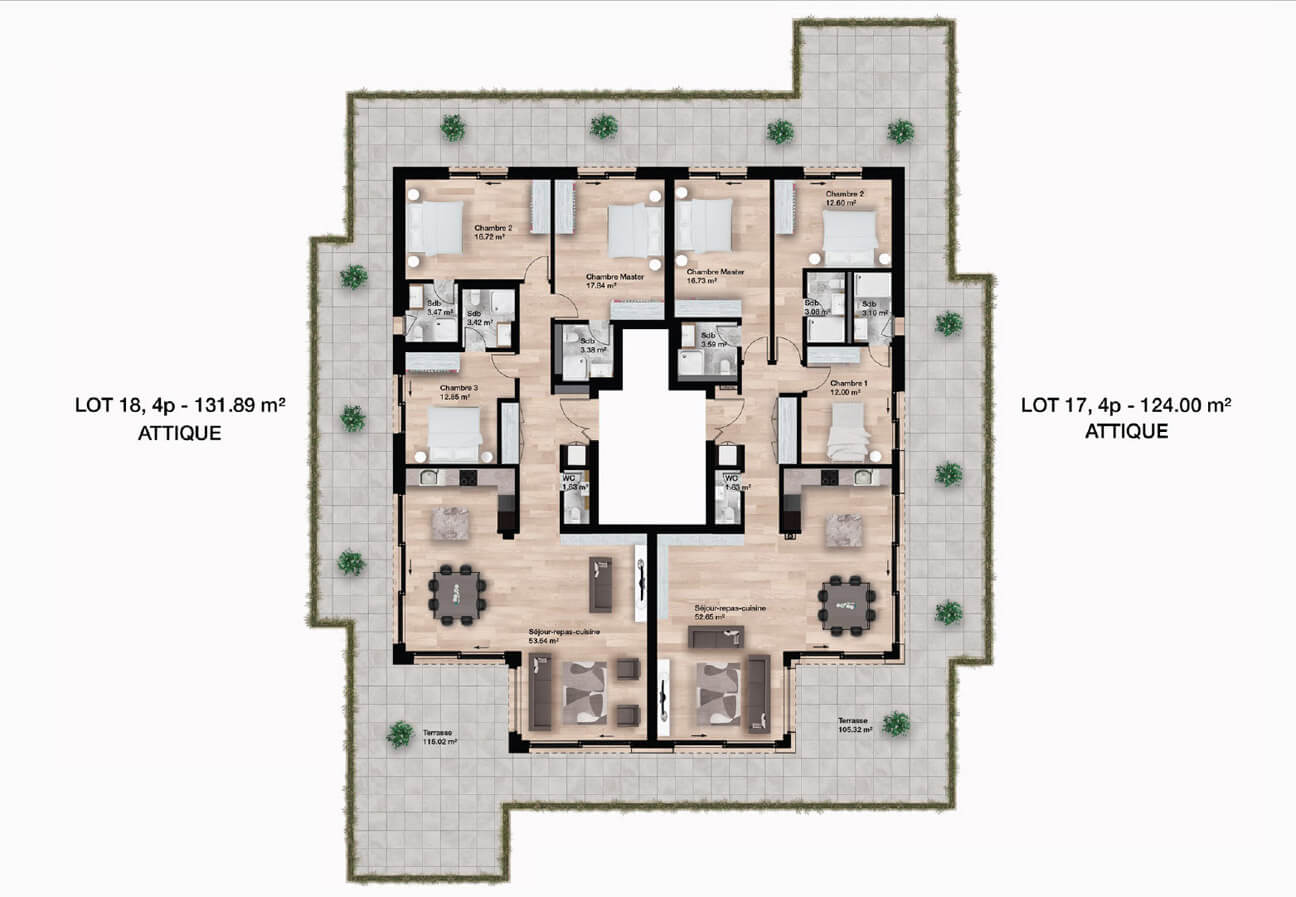 Chambre 2
16.72 m²
Chambre Master
17.84 m²
Chambre Master
16.73 m²
Chambre 2
12.60 m²
Sdb
3.47 m²
Sdb
3.42 m²
Sdb
3.38 m²
Sdb
3.59 m²
Sdb
3.08 m²
Sdb
3.10 m²
Chambre 3
12.85 m²
Chambre 1
12.00 m²
LOT 18, 4p - 131.89 m²
ATTIQUE
LOT 17, 4p - 124.00 m²
ATTIQUE
WC
1.63 m²
WC
1.63 m²
Séjour-repas-cuisine
53.64 m²
Séjour-repas-cuisine
52.65 m²
Terrasse
116.02 m²
Terrasse
105.32 m²